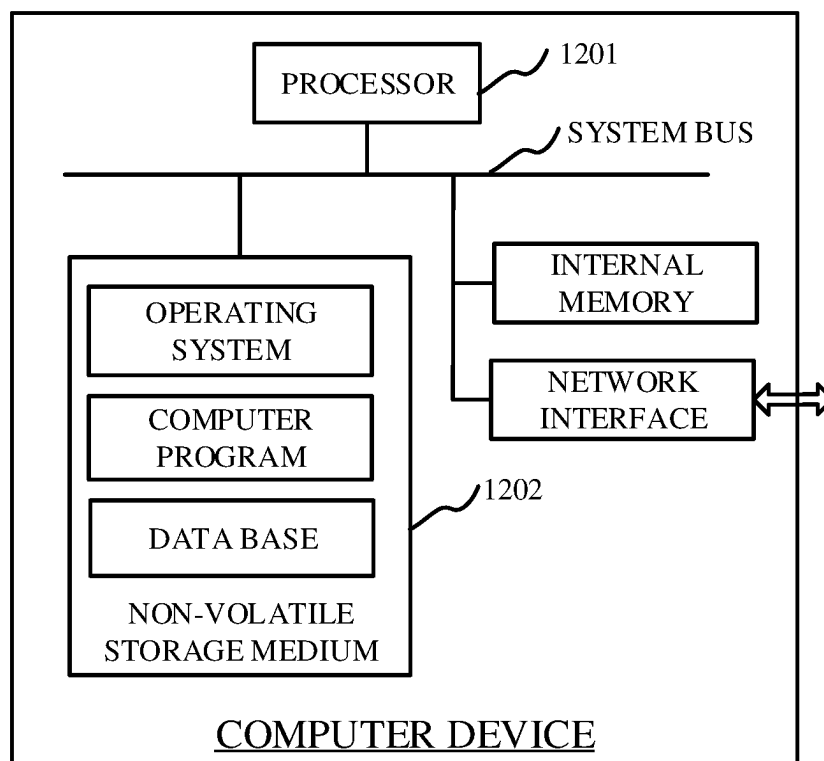 1201
PROCESSOR
SYSTEM BUS
INTERNAL
MEMORY
OPERATING
SYSTEM
NETWORK
INTERFACE
COMPUTER
PROGRAM
1202
DATA BASE
NON-VOLATILE
STORAGE MEDIUM
COMPUTER DEVICE